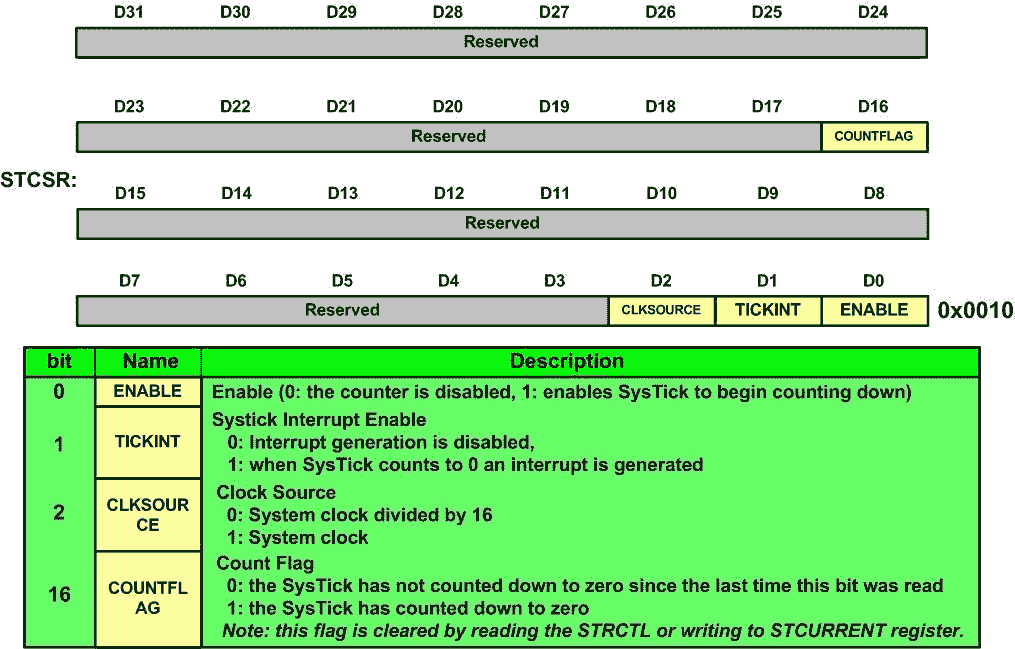 D31 D30 D29 D28 D27 D26 D25 D24
Reserved
D23 D22 D21 D20 D19 D18 D17 D16
Reserved COUNTFLAG
STCSR:
D15 D14 D13 D12 D11 D10 D9 D8
Reserved
D7 D6 D5 D4 D3 D2 D1 D0
Reserved CLKSOURCE TICKINT ENABLE 0x0010
bit Name Description
0 ENABLE Enable (0: the counter is disabled, 1: enables SysTick to begin counting down)
1 TICKINT Systick Interrupt Enable
0: Interrupt generation is disabled,
1: when SysTick counts to 0 an interrupt is generated
2 CLKSOUR
CE
Clock Source
0: System clock divided by 16
1: System clock
16 COUNTFL
AG
Count Flag
0: the SysTick has not counted down to zero since the last time this bit was read
1: the SysTick has counted down to zero
Note: this flag is cleared by reading the STRCTL or writing to STCURRENT register.